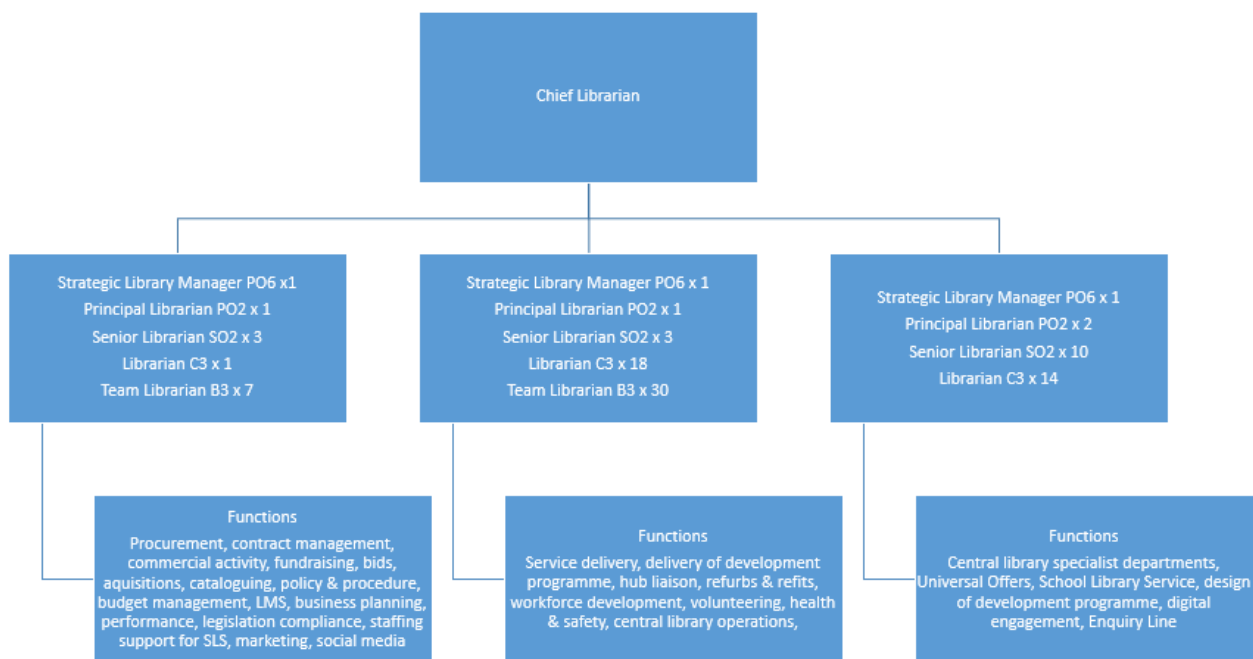 Chief Librarian
Strategic Library Manager PO6 x1
Principal Librarian PO2 x 1
Senior Librarian SO2 x 3
Librarian C3 x 1
Team Librarian B3 x 7
Strategic Library Manager PO6 x 1
Principal Librarian PO2 x 1
Senior Librarian SO2 x 3
Librarian C3 x 18
Team Librarian B3 x 30
Strategic Library Manager PO6 x 1
Principal Librarian PO2 x 2
Senior Librarian SO2 x 10
Librarian C3 x 14
Functions
Procurement, contract management,
commercial activity, fundraising, bids,
aquisitions, cataloguing, policy & procedure,
budget management, LMS, business planning,
performance, legislation compliance, staffing
support for SLS, marketing, social media
Functions
Service delivery, delivery of development
programme, hub liaison, refurbs & refits,
workforce development, volunteering, health
& safety, central library operations,
Functions
Central library specialist departments,
Universal Offers, School Library Service, design
of development programme, digital
engagement, Enquiry Line